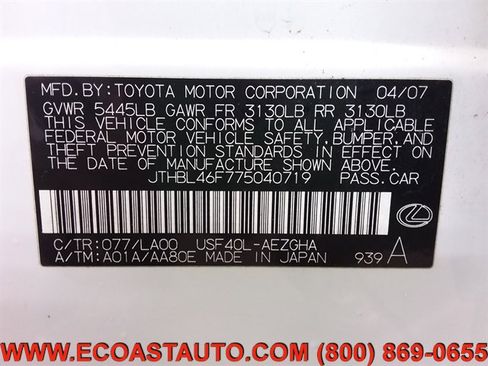 MFD.BY: TOYOTA MOTOR CORPORATION 04/07
GVWR 5445LB GAWR FR 3130LB RR 3130LB
THIS VEHICLE CONFORMS TO ALL APPLICABLE
FEDERAL MOTOR VEHICLE SAFETY, BUMPER, AND
THEFT PREVENTION STANDARDS IN EFFECT ON
THE DATE OF MANUFACTURE SHOWN ABOVE.
JTHBL46F775040719 PASS.CAR
C/TR: 077/LA00 USF40L-AEZGHA
A/TM: A01A/AA80E MADE IN JAPAN 939 A
WWW.ECOASTAUTO.COM (800) 869-0655